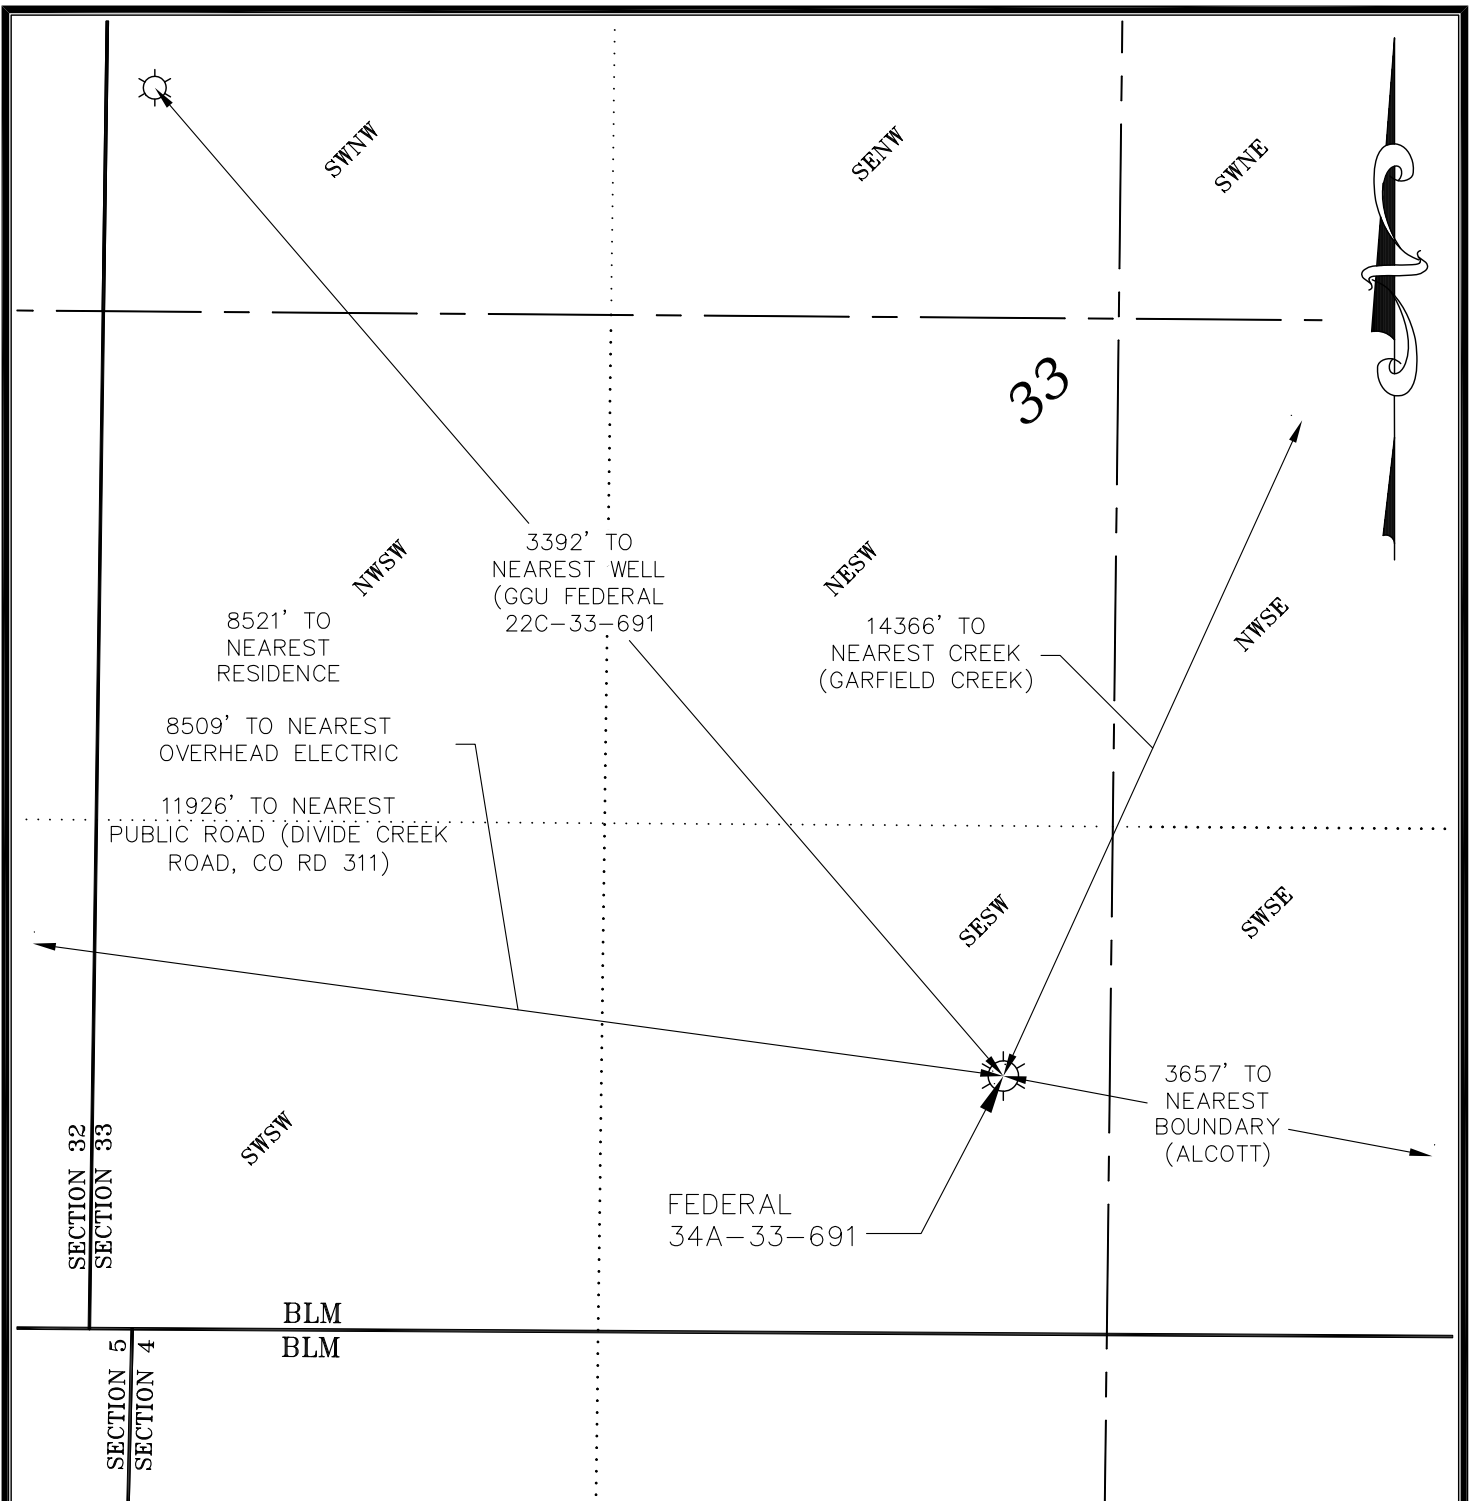 SWNW
SENW
SWNE
33
3392' TO
NEAREST WELL
(GGU FEDERAL
22C-33-691
NWSW
NESW
NWSE
8521' TO
NEAREST
RESIDENCE
8509' TO NEAREST
OVERHEAD ELECTRIC
11926' TO NEAREST
PUBLIC ROAD (DIVIDE CREEK
ROAD, CO RD 311)
14366' TO
NEAREST CREEK
(GARFIELD CREEK)
SESW
SWSE
SWSW
3657' TO
NEAREST
BOUNDARY
(ALCOTT)
FEDERAL
34A-33-691
SECTION 32
SECTION 33
BLM
BLM
SECTION 5
SECTION 4